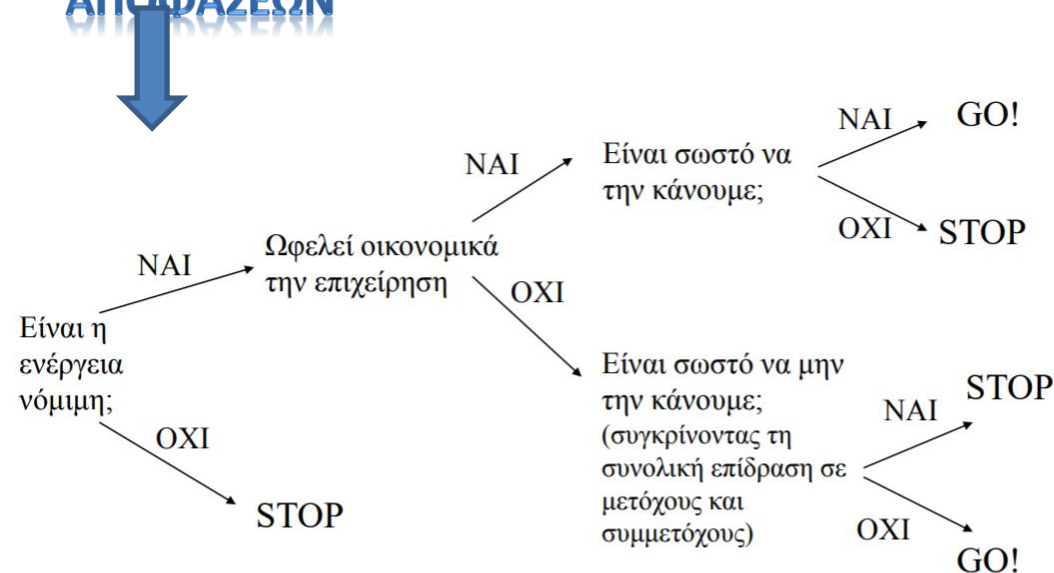 ΑΠΟΦΑΣΕΩΝ
ΝΑΙ
GO!
ΝΑΙ
Είναι σωστό να
την κάνουμε;
ΟΧΙ
STOP
Ωφελεί οικονομικά
την επιχείρηση
ΝΑΙ
ΟΧΙ
Είναι η
ενέργεια
νόμιμη;
Είναι σωστό να μην
την κάνουμε;
(συγκρίνοντας τη
συνολική επίδραση σε
μετόχους και
συμμετόχους)
STOP
ΝΑΙ
ΟΧΙ
STOP
ΟΧΙ
GO!